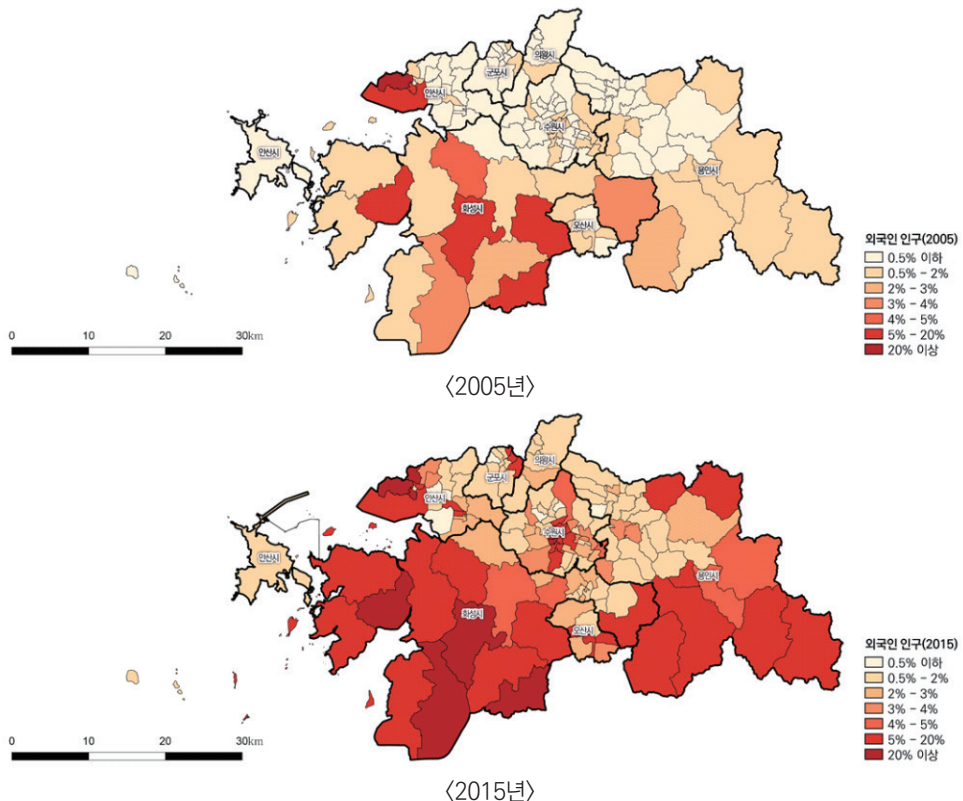 의왕시
군포시
안산시
수원시
안산시
용인시
화성시
오산시
외국인 인구(2005)
0.5% 이하
0.5% - 2%
2% - 3%
3% - 4%
4% - 5%
5% - 20%
20% 이상
0 10 20 30km
〈2005년〉
의왕시
군포시
안산시
수원시
안산시
용인시
화성시
오산시
외국인 인구(2015)
0.5% 이하
0.5% - 2%
2% - 3%
3% - 4%
4% - 5%
5% - 20%
20% 이상
0 10 20 30km
〈2015년〉